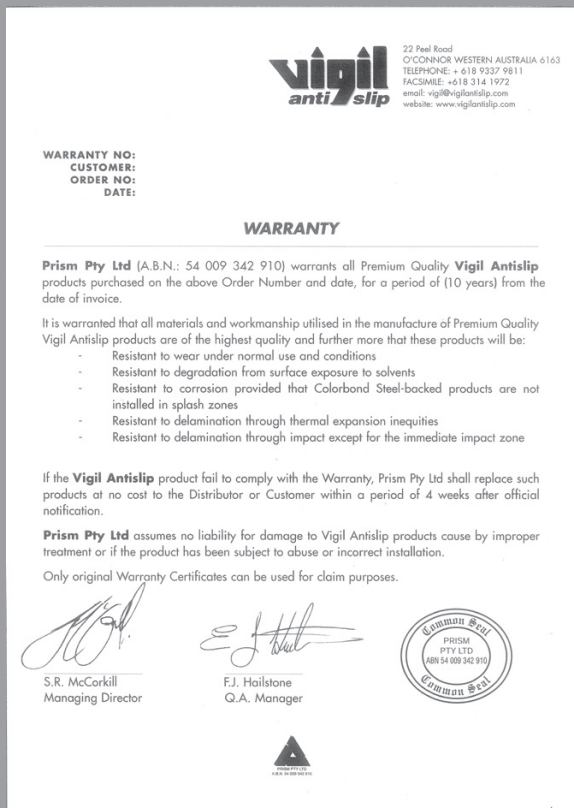 vigil
anti slip
22 Peel Road
O'CONNOR WESTERN AUSTRALIA 6163
TELEPHONE: + 618 9337 9811
FACSIMILE: +618 314 1972
email: vigil@vigilantislip.com
website: www.vigilantislip.com
WARRANTY NO:
CUSTOMER:
ORDER NO:
DATE:
WARRANTY
Prism Pty Ltd (A.B.N.: 54 009 342 910) warrants all Premium Quality Vigil Antislip
products purchased on the above Order Number and date, for a period of (10 years) from the
date of invoice.
It is warranted that all materials and workmanship utilised in the manufacture of Premium Quality
Vigil Antislip products are of the highest quality and further more that these products will be:
- Resistant to wear under normal use and conditions
- Resistant to degradation from surface exposure to solvents
- Resistant to corrosion provided that Colorbond Steel-backed products are not
installed in splash zones
- Resistant to delamination through thermal expansion inequities
- Resistant to delamination through impact except for the immediate impact zone
If the Vigil Antislip product fail to comply with the Warranty, Prism Pty Ltd shall replace such
products at no cost to the Distributor or Customer within a period of 4 weeks after official
notification.
Prism Pty Ltd assumes no liability for damage to Vigil Antislip products cause by improper
treatment or if the product has been subject to abuse or incorrect installation.
Only original Warranty Certificates can be used for claim purposes.
S.R. McCorkill
Managing Director
F.J. Hailstone
Q.A. Manager
Common Seal
PRISM
PTY LTD
ABN 54 009 342 910
Common Seal
PRISM PTY LTD
A.B.N. 54 009 342 910